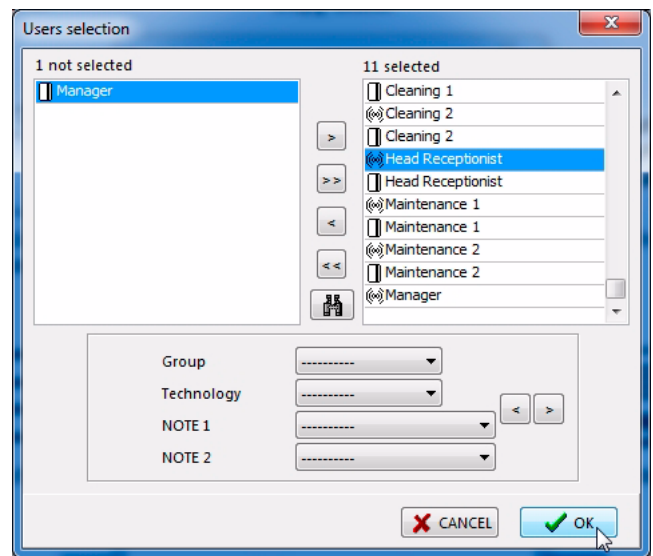 Users selection
1 not selected
11 selected
Manager
Cleaning 1
Cleaning 2
Cleaning 2
Head Receptionist
Head Receptionist
Maintenance 1
Maintenance 1
Maintenance 2
Maintenance 2
Manager
>
>>
<
<<
Group ----------
Technology ----------
NOTE 1 ----------
NOTE 2 ----------
< >
CANCEL
OK